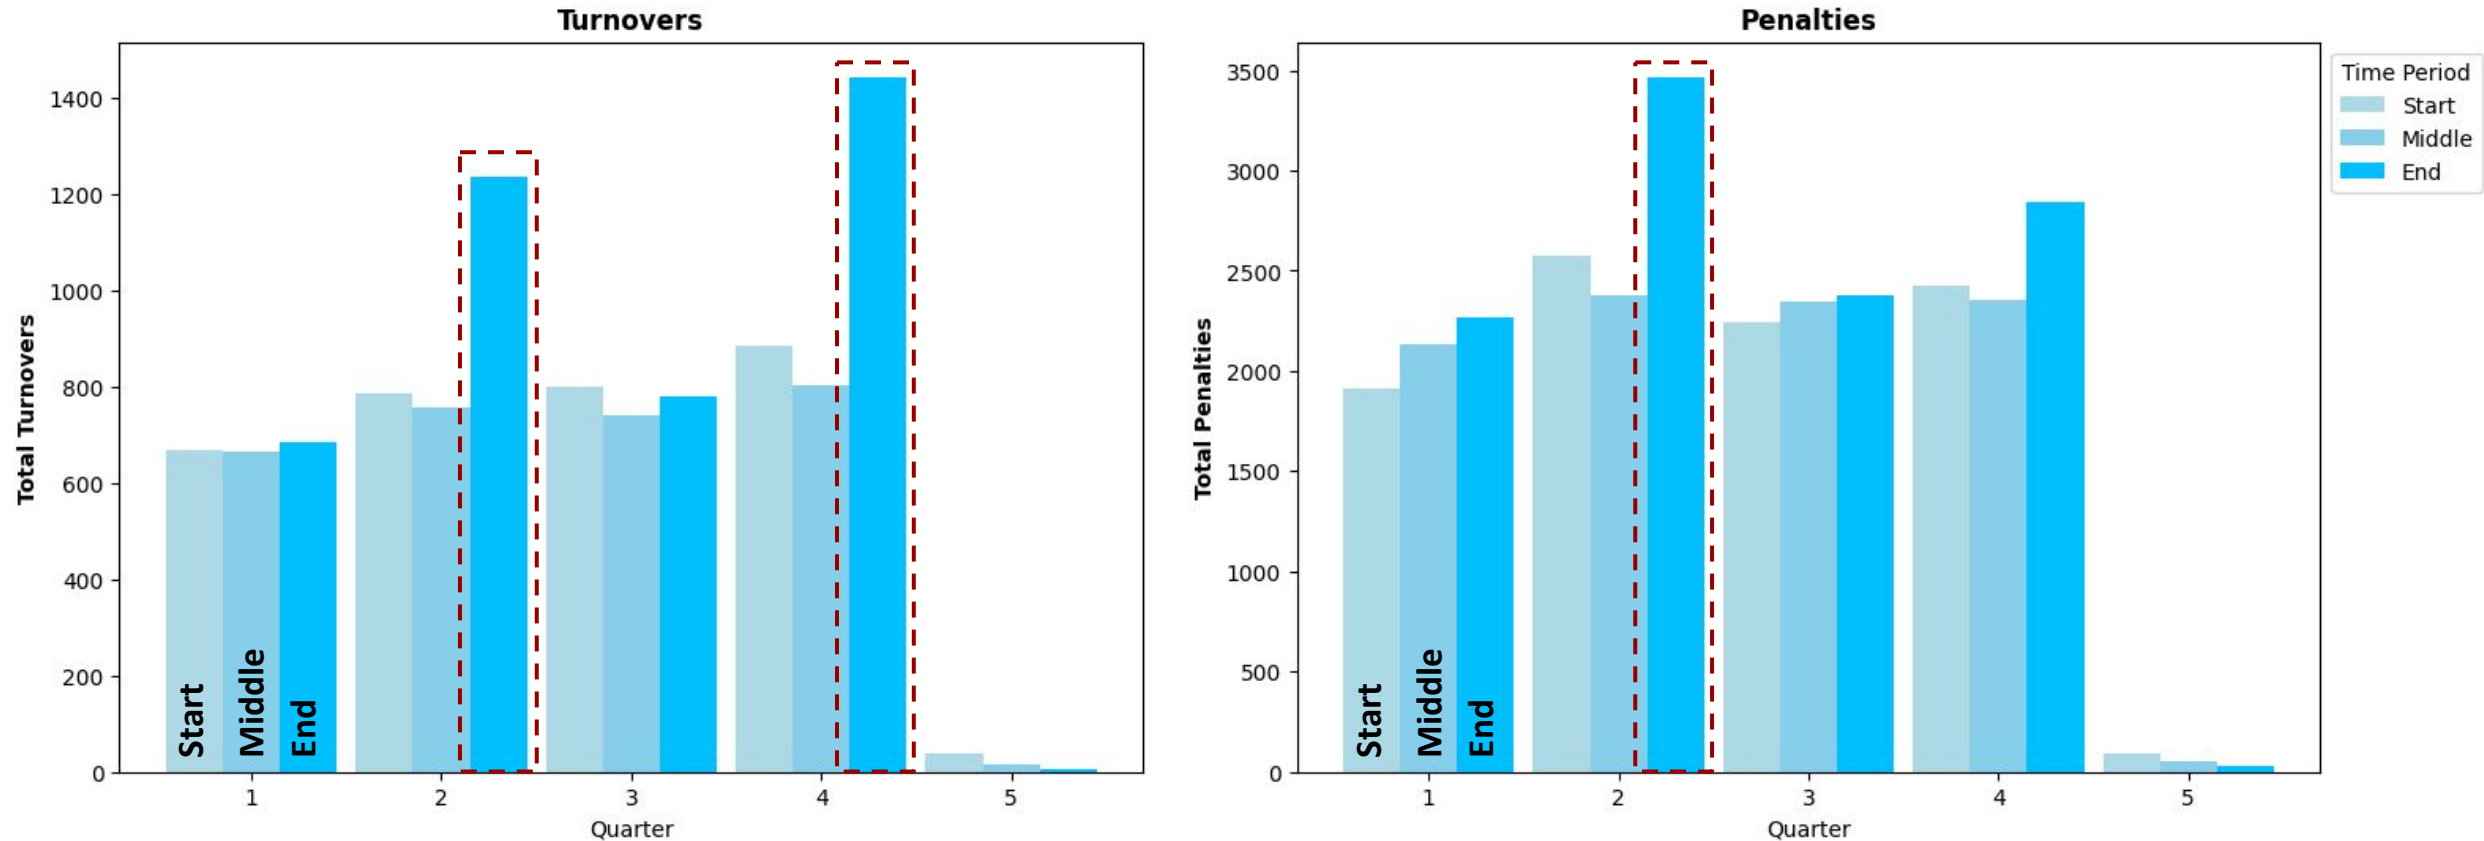 Turnovers
Total Turnovers
1400
1200
1000
800
600
400
200
0
Start
Middle
End
1
2
3
4
5
Quarter
Penalties
Total Penalties
3500
3000
2500
2000
1500
1000
500
0
Start
Middle
End
1
2
3
4
5
Quarter
Time Period
Start
Middle
End